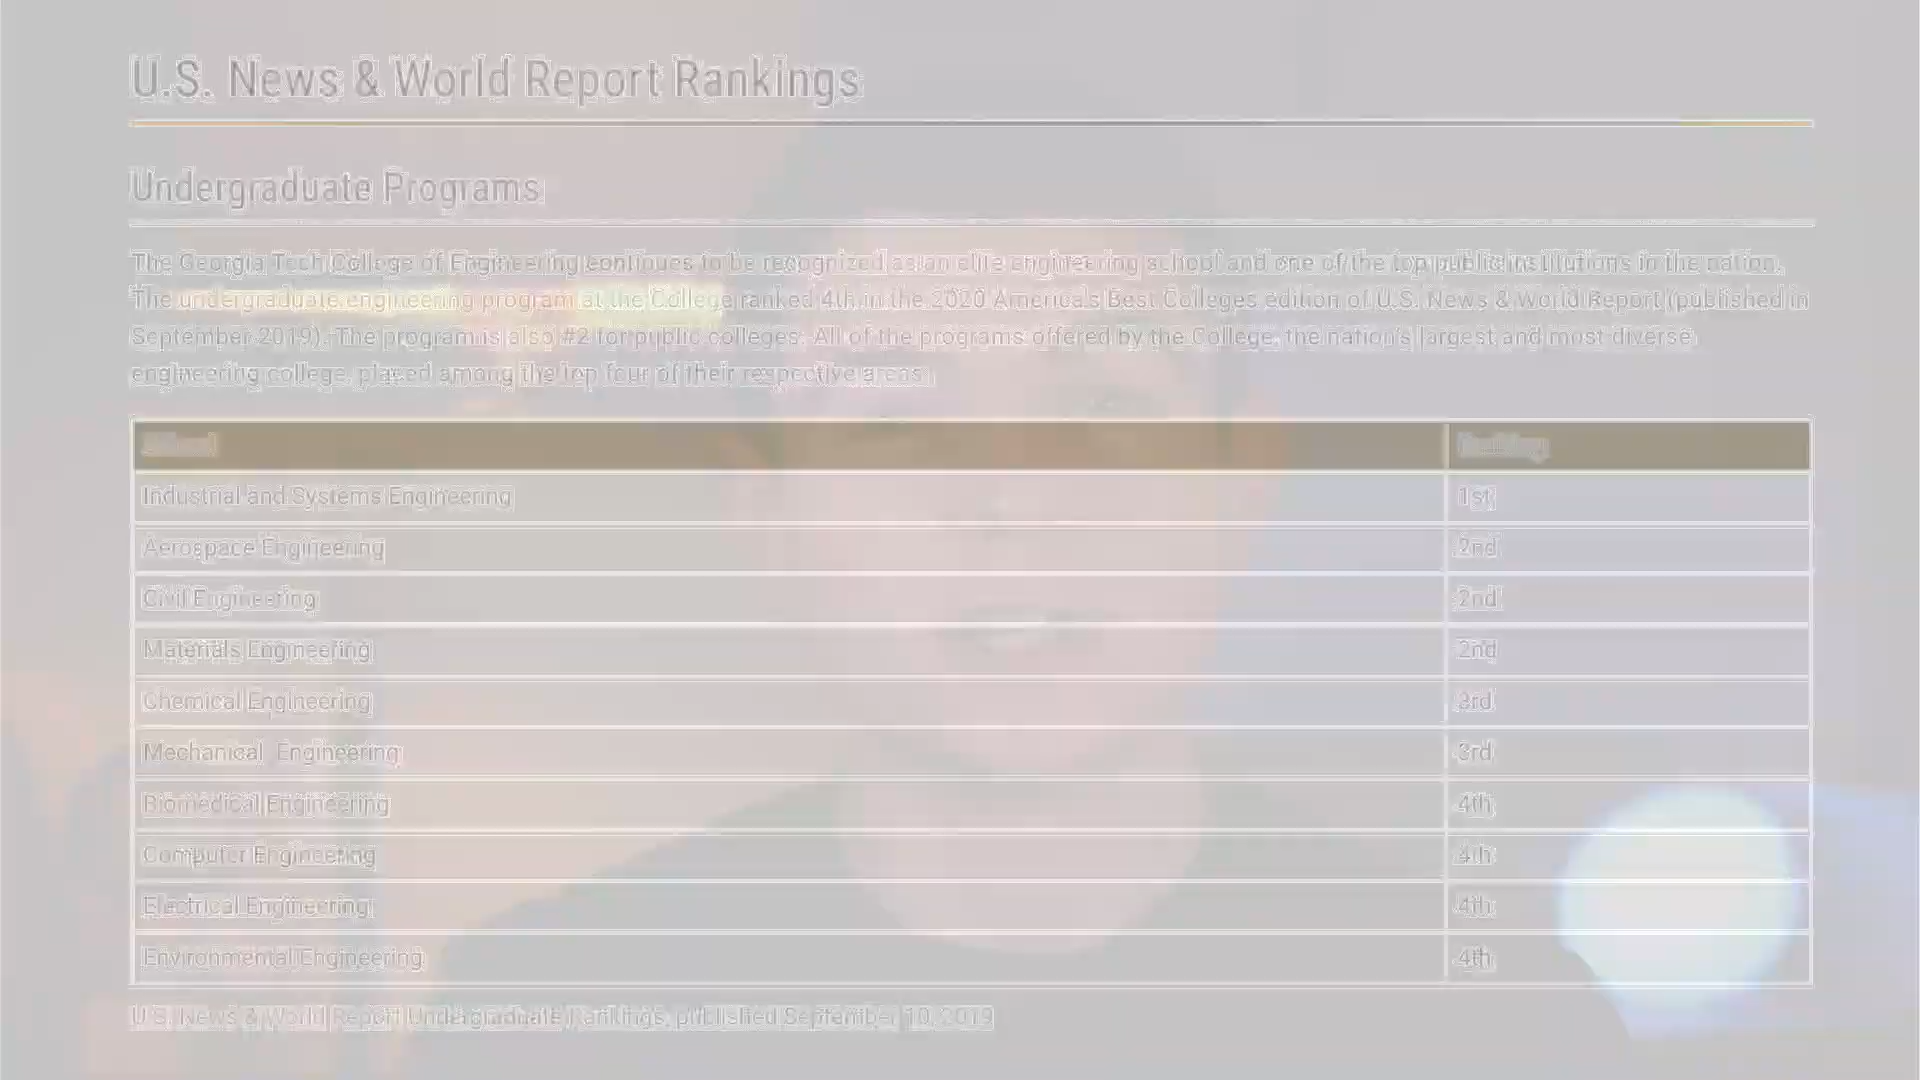 U.S. News & World Report Rankings
Undergraduate Programs
The Georgia Tech College of Engineering continues to be recognized as an elite engineering school and one of the top public institutions in the nation.
The undergraduate engineering program at the College ranked 4th in the 2020 America's Best Colleges edition of U.S. News & World Report (published in
September 2019). The program is also #2 for public colleges. All of the programs offered by the College, the nation's largest and most diverse
engineering college, placed among the top four of their respective areas.
Industrial and Systems Engineering 1st
Aerospace Engineering 2nd
Civil Engineering 2nd
Materials Engineering 2nd
Chemical Engineering 3rd
Mechanical Engineering 3rd
Biomedical Engineering 4th
Computer Engineering 4th
Electrical Engineering 4th
Environmental Engineering 4th
U.S. News & World Report Undergraduate Rankings, published September 10, 2019